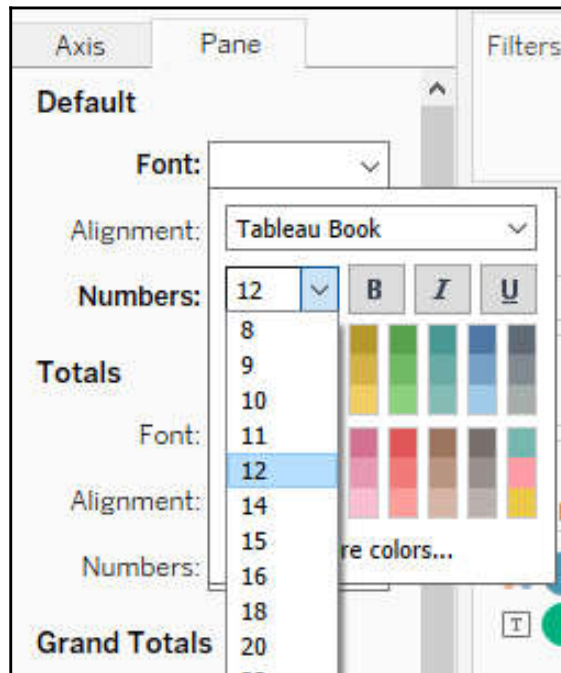 Axis Pane Filters
Default
Font:
Alignment: Tableau Book
Numbers: 12 B I U
8
9
Totals
10
11
Font:
12
Alignment: 14
15
re colors...
Numbers: 16
18
Grand Totals 20
T